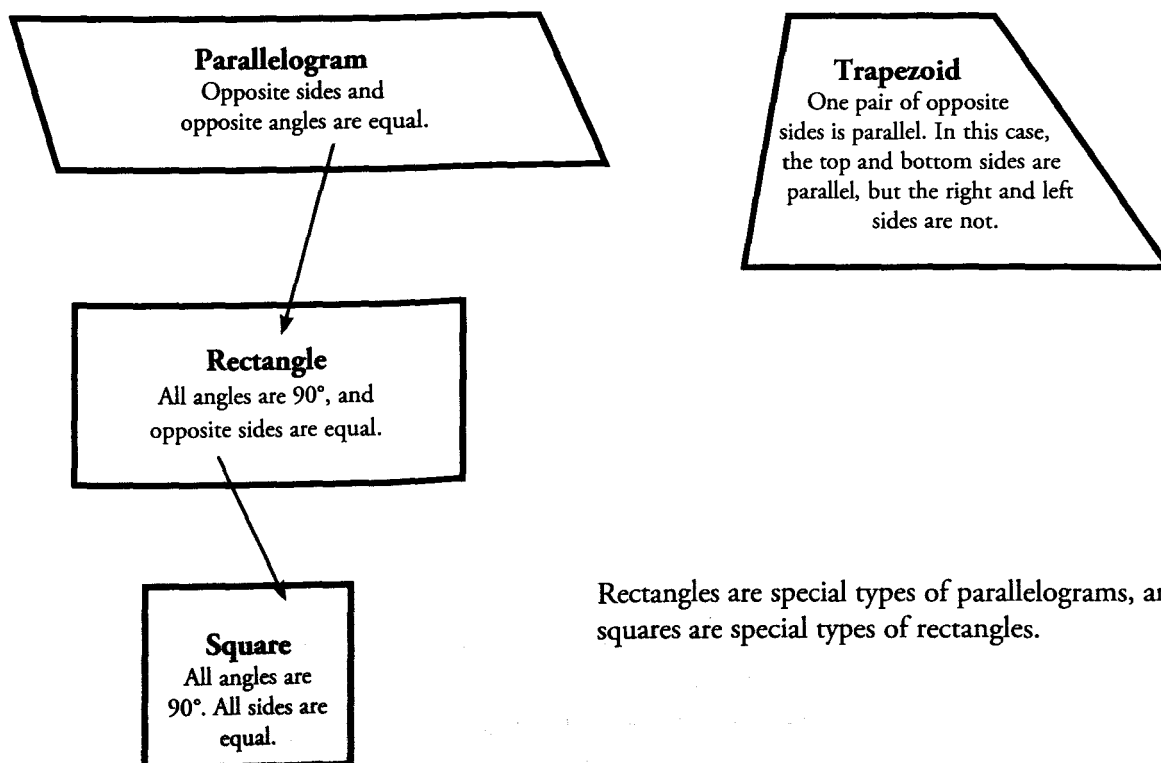 Parallelogram
Opposite sides and
opposite angles are equal.
Trapezoid
One pair of opposite
sides is parallel. In this case,
the top and bottom sides are
parallel, but the right and left
sides are not.
Rectangle
All angles are 90°, and
opposite sides are equal.
Square
All angles are
90°. All sides are
equal.
Rectangles are special types of parallelograms,
squares are special types of rectangles.